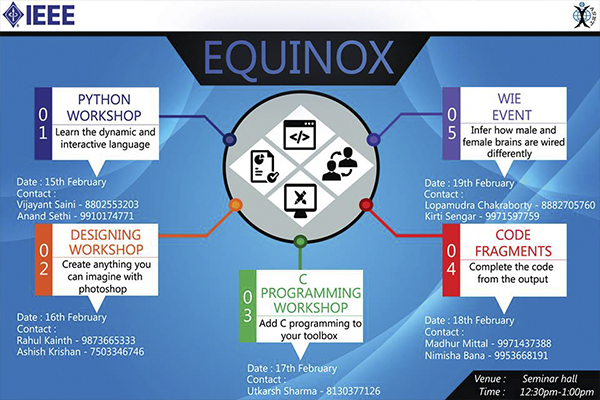 IEEE
EQUINOX
01
PYTHON
WORKSHOP
Learn the dynamic and
interactive language
Date : 15th February
Contact :
Vijayant Saini - 8802553203
Anand Sethi - 9910174771
02
DESIGNING
WORKSHOP
Create anything you
can imagine with
photoshop
Date : 16th February
Contact :
Rahul Kainth - 9873665333
Ashish Krishan - 7503346746
03
C
PROGRAMMING
WORKSHOP
Add C programming to
your toolbox
Date : 17th February
Contact :
Utkarsh Sharma - 8130377126
04
CODE
FRAGMENTS
Complete the code
from the output
Date : 18th February
Contact :
Madhur Mittal - 9971437388
Nimisha Bana - 9953668191
05
WIE
EVENT
Infer how male and
female brains are wired
differently
Date : 19th February
Contact :
Lopamudra Chakraborty - 8882705760
Kirti Sengar - 9971597759
Venue : Seminar hall
Time : 12:30pm-1:00pm